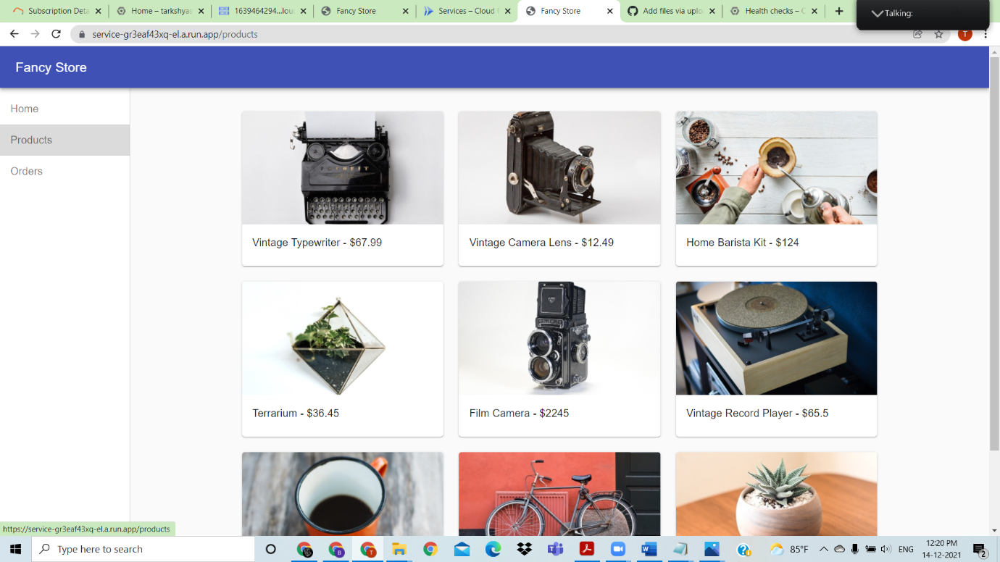 Subscription Deta
Home – tarkshyas
1639464294...lou
Fancy Store
Services – Cloud
Fancy Store
Add files via uplo
Health checks – C
Talking:
service-gr3eaf43xq-el.a.run.app/products
T
Fancy Store
Home
Products
Orders
Vintage Typewriter - $67.99
Vintage Camera Lens - $12.49
Home Barista Kit - $124
Terrarium - $36.45
Film Camera - $2245
Vintage Record Player - $65.5
https://service-gr3eaf43xq-el.a.run.app/products
Type here to search
85°F
ENG
12:20 PM
14-12-2021
2